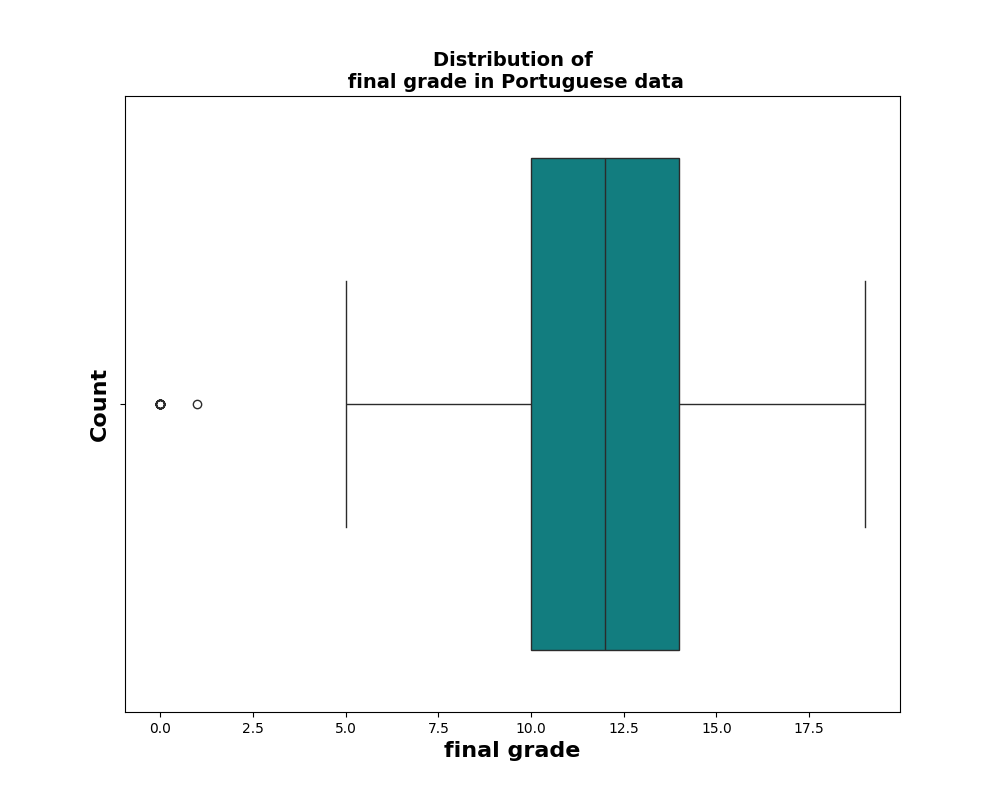 Distribution of
final grade in Portuguese data
Count
0.0 2.5 5.0 7.5 10.0 12.5 15.0 17.5
final grade